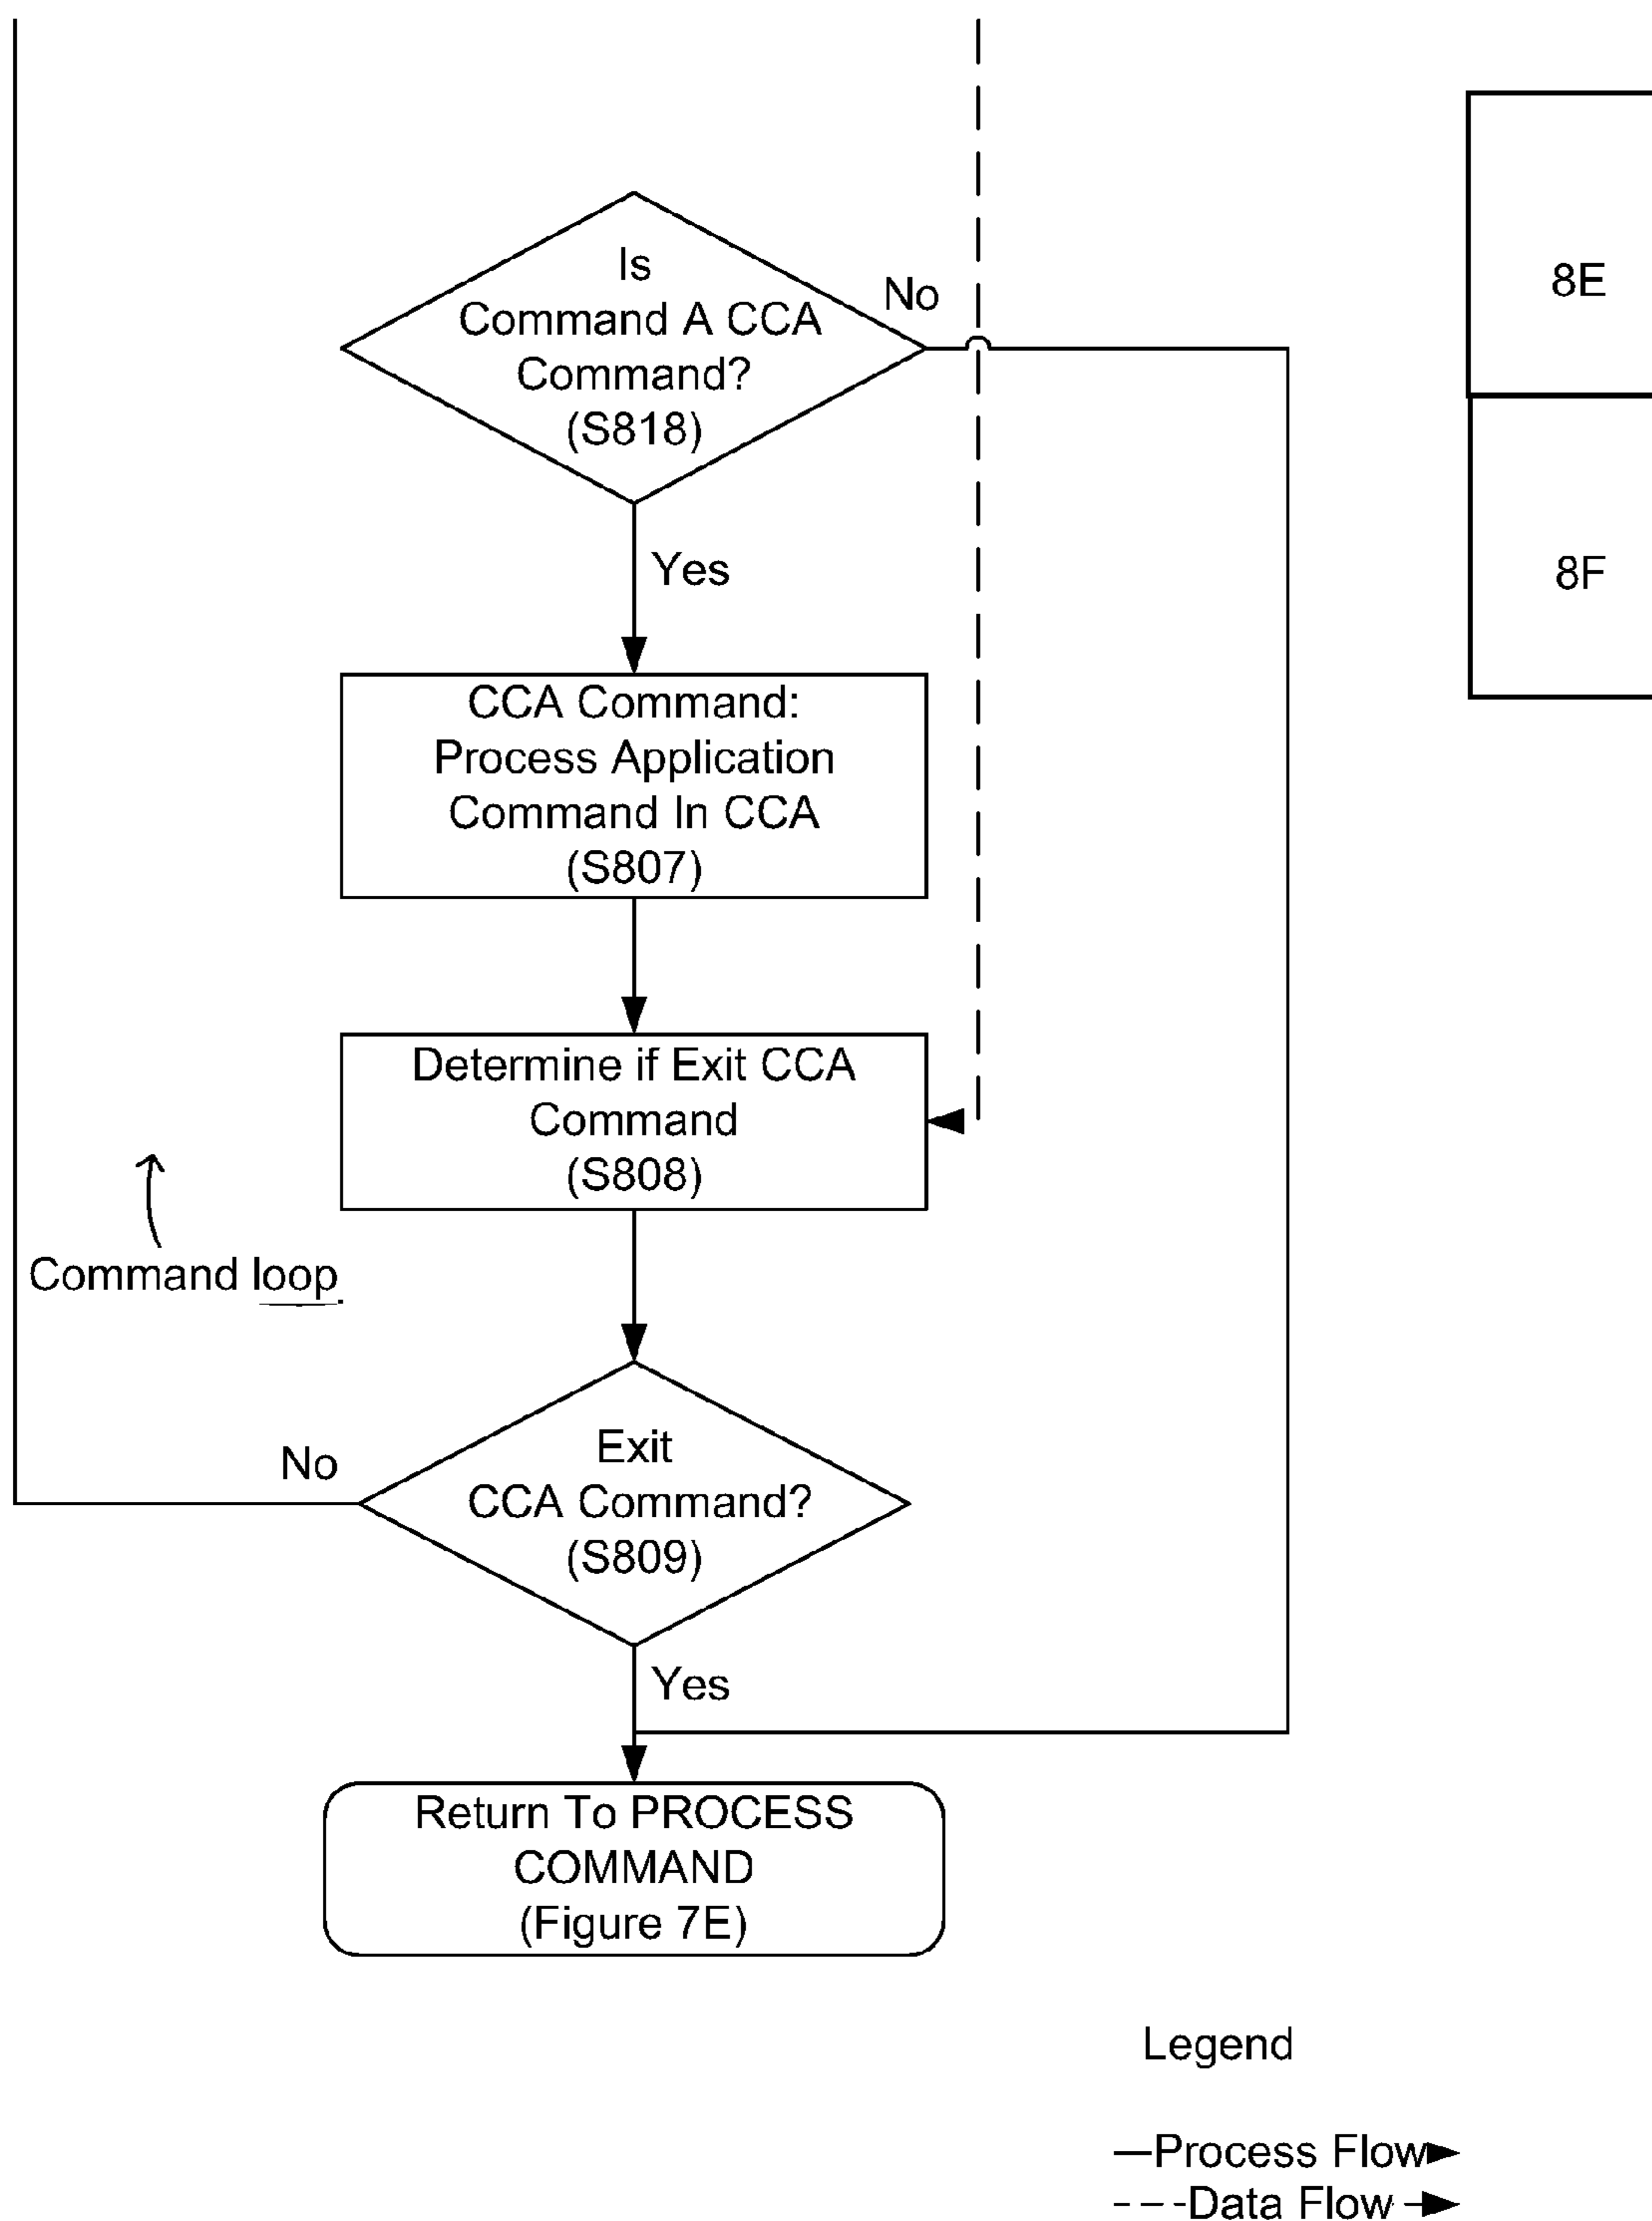 Is
Command A CCA
Command?
(S818)
No
8E
8F
Yes
CCA Command:
Process Application
Command In CCA
(S807)
Determine if Exit CCA
Command
(S808)
Command loop.
Exit
CCA Command?
(S809)
No
Yes
Return To PROCESS
COMMAND
(Figure 7E)
Legend
Process Flow
Data Flow